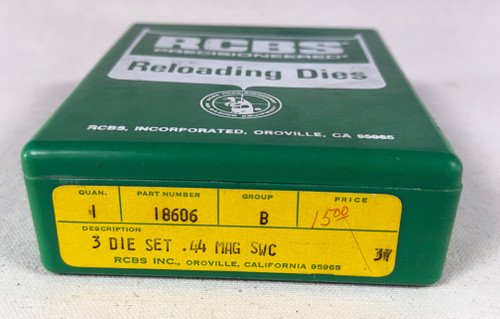 RCBS
PRECISIONEERED
Reloading Dies
RCBS, INCORPORATED, OROVILLE, CA 95965
QUAN. PART NUMBER GROUP PRICE
1 18606 B 15.00
DESCRIPTION
3 DIE SET .44 MAG SWC
RCBS INC., OROVILLE, CALIFORNIA 95965